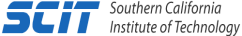 SCIT
Southern California
Institute of Technology